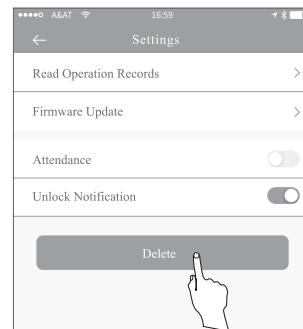 A&AT 16:59
Settings
Read Operation Records
Firmware Update
Attendance
Unlock Notification
Delete